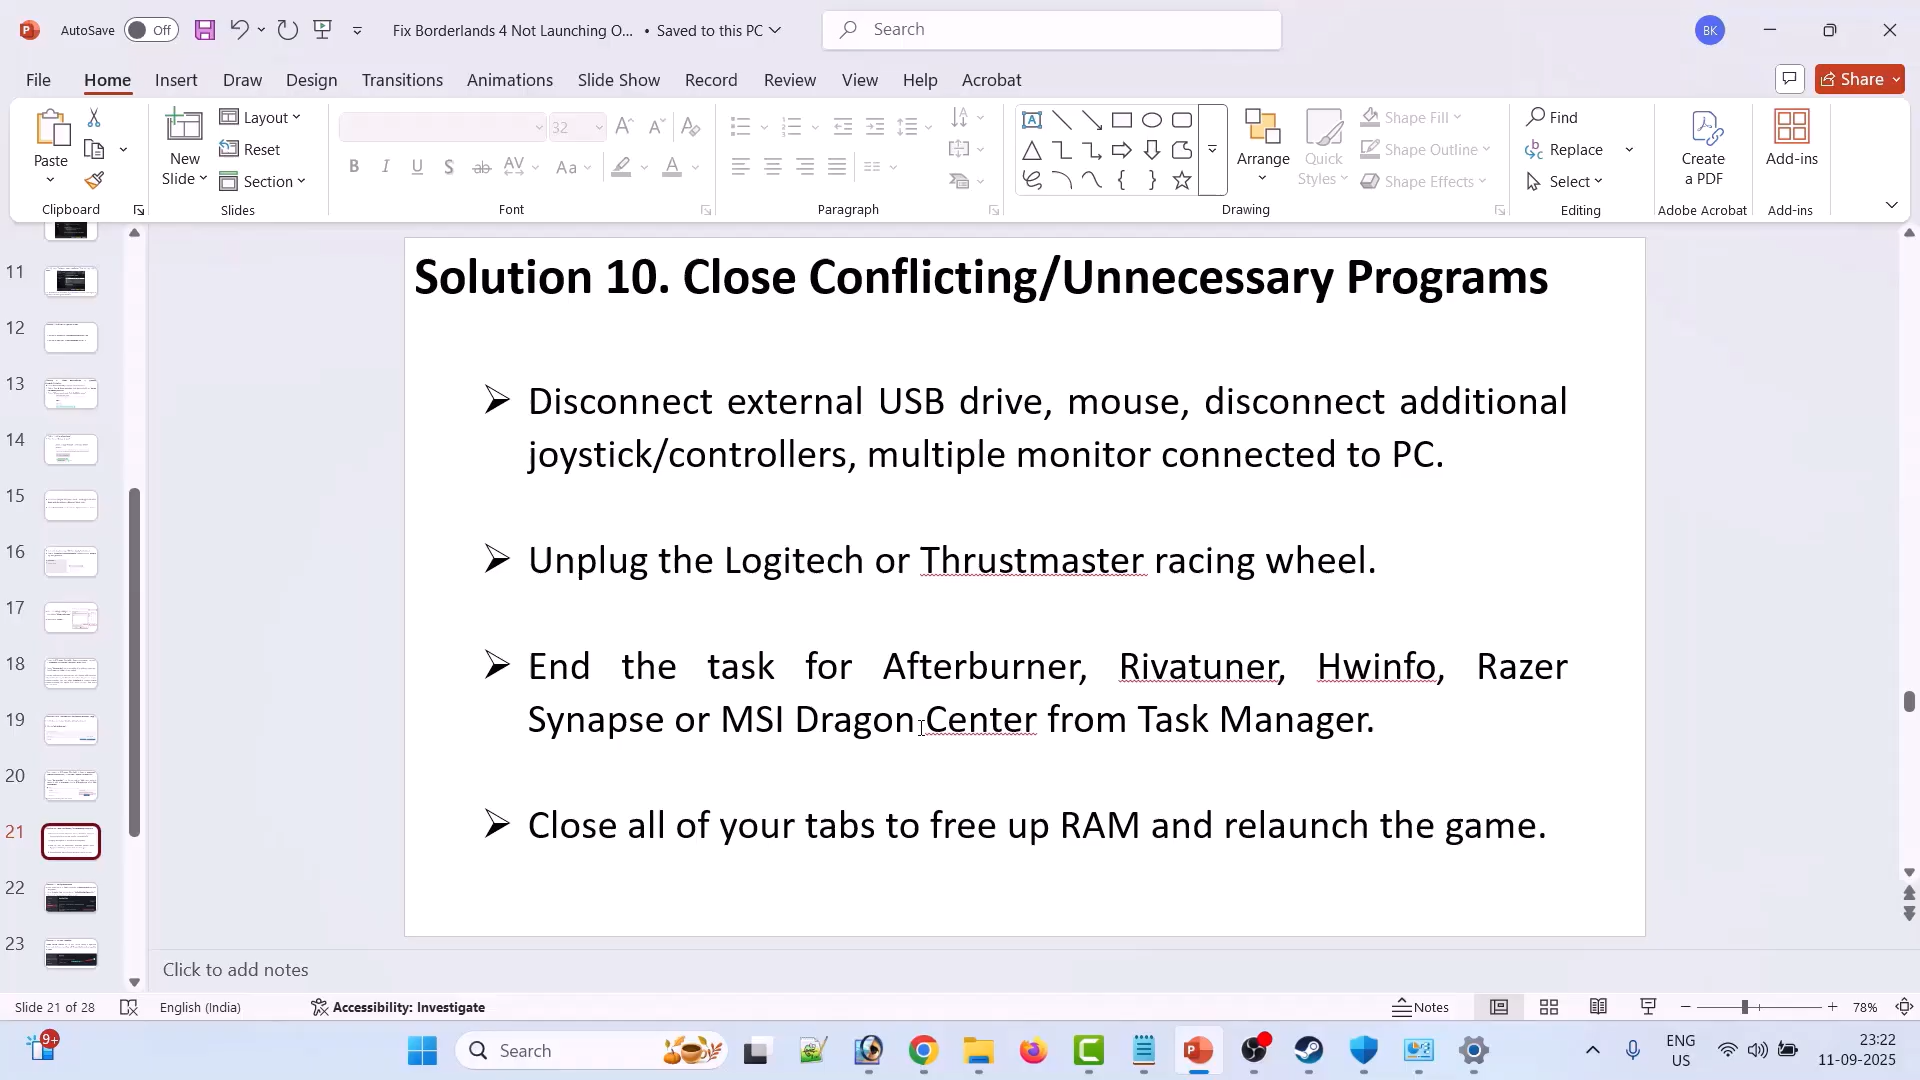 AutoSave Off Fix Borderlands 4 Not Launching O... • Saved to this PC Search BK
File Home Insert Draw Design Transitions Animations Slide Show Record Review View Help Acrobat Share
Paste New Slide Layout Reset Section 32 Arrange Quick Styles Shape Fill Shape Outline Shape Effects Find Replace Select Create a PDF Add-ins
Clipboard Slides Font Paragraph Drawing Editing Adobe Acrobat Add-ins
11
12
13
14
15
16
17
18
19
20
21
22
23
Solution 10. Close Conflicting/Unnecessary Programs
Disconnect external USB drive, mouse, disconnect additional
joystick/controllers, multiple monitor connected to PC.
Unplug the Logitech or Thrustmaster racing wheel.
End the task for Afterburner, Rivatuner, Hwinfo, Razer
Synapse or MSI Dragon Center from Task Manager.
Close all of your tabs to free up RAM and relaunch the game.
Click to add notes
Slide 21 of 28 English (India) Accessibility: Investigate Notes 78%
9+ Search ENG US 23:22 11-09-2025